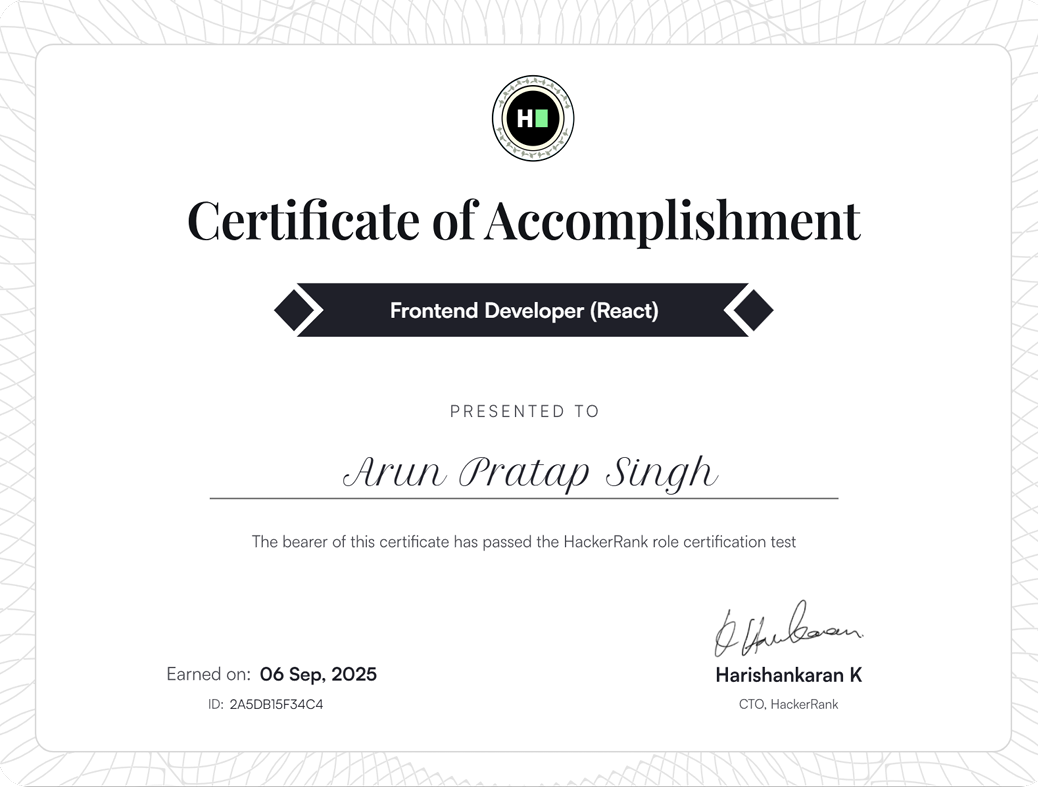 H
Certificate of Accomplishment
Frontend Developer (React)
PRESENTED TO
Arun Pratap Singh
The bearer of this certificate has passed the HackerRank role certification test
Earned on: 06 Sep, 2025
ID: 2A5DB15F34C4
Harishankaran K
CTO, HackerRank